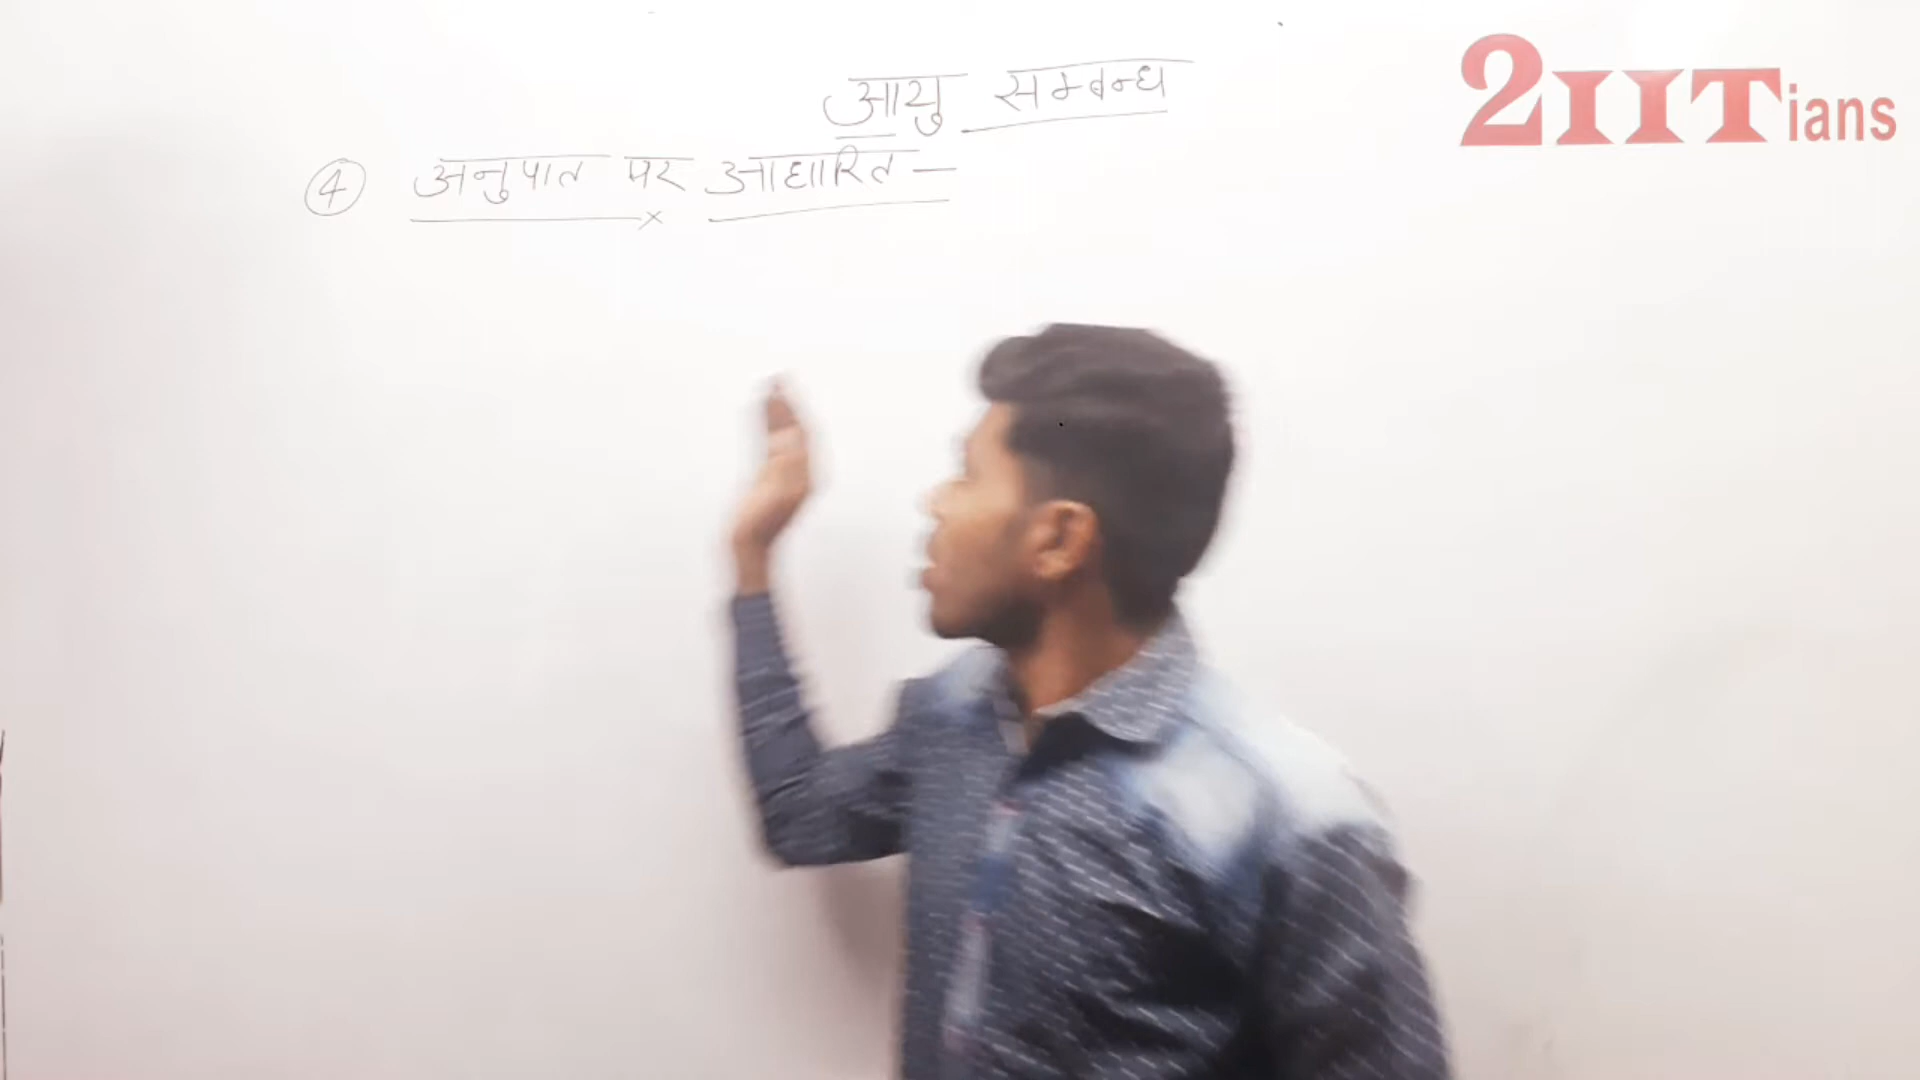 आयु सम्बन्ध
2IITians
④ अनुपात पर आधारित —